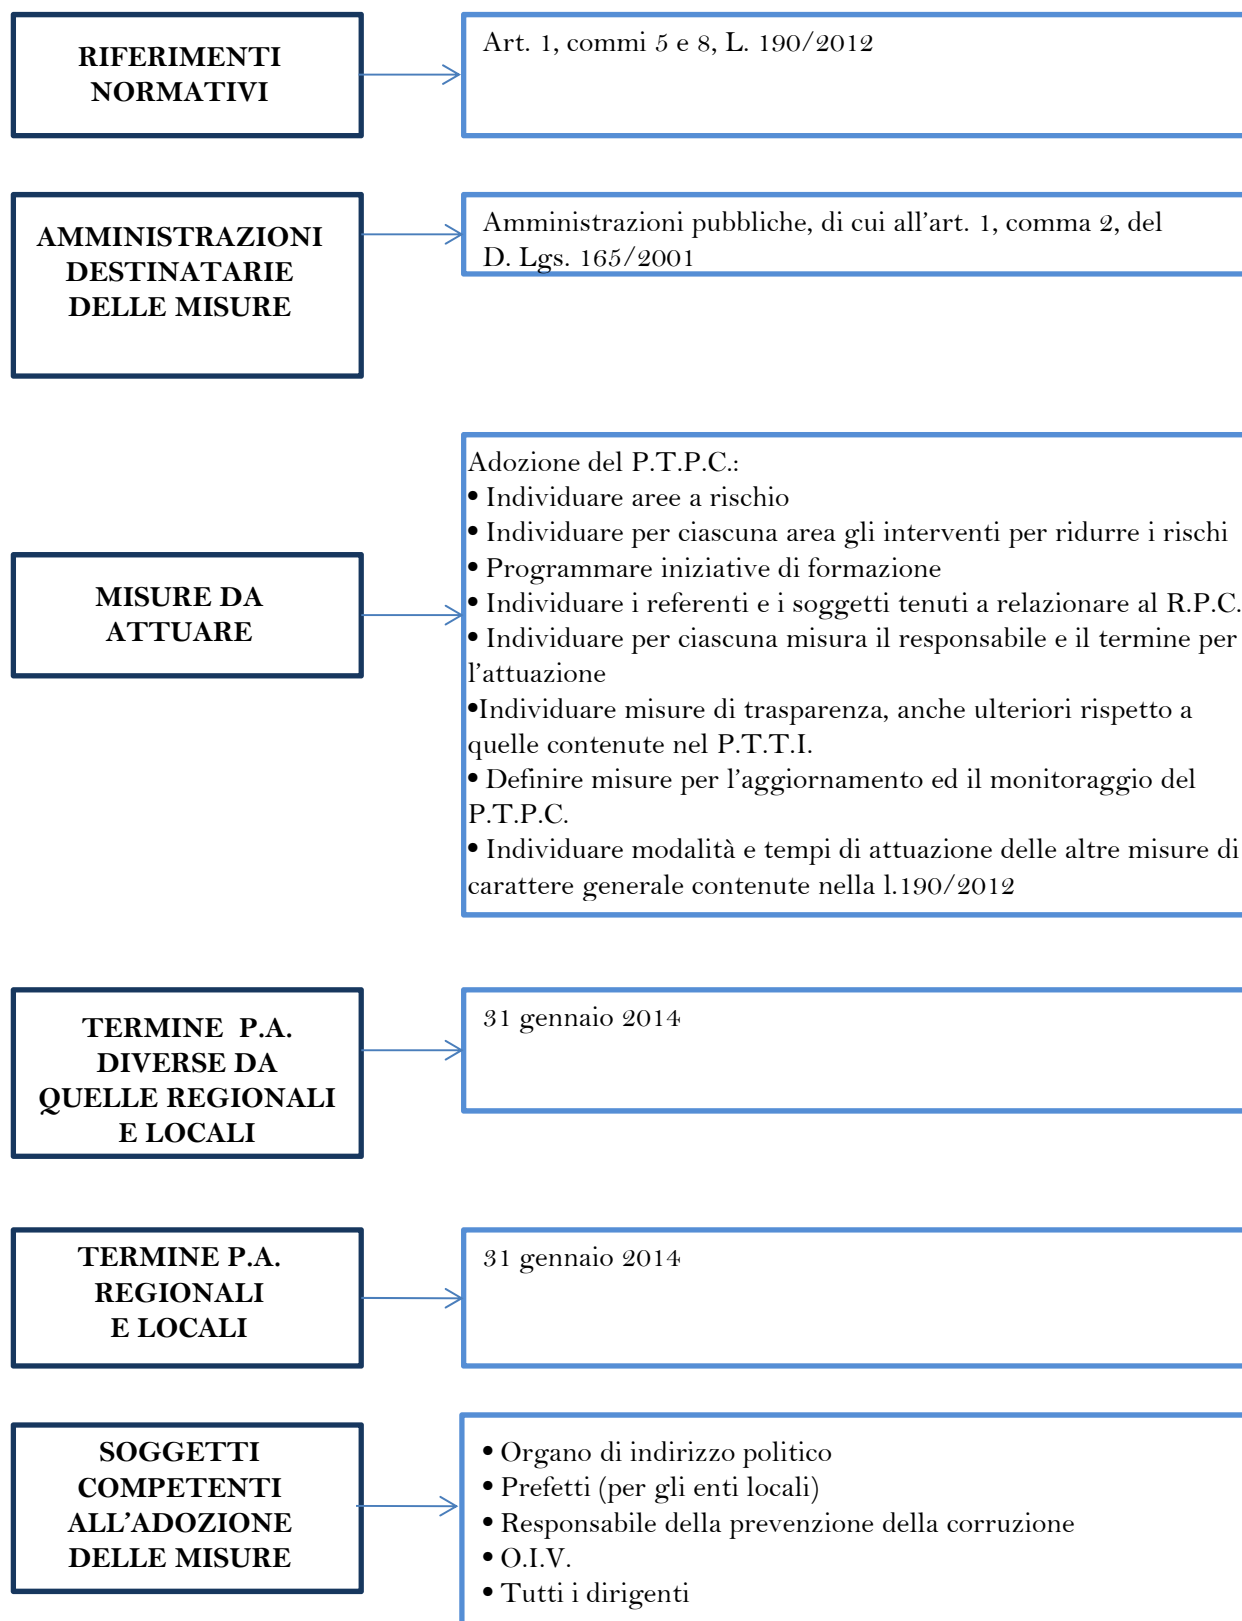 RIFERIMENTI
NORMATIVI
Art. 1, commi 5 e 8, L. 190/2012
AMMINISTRAZIONI
DESTINATARIE
DELLE MISURE
Amministrazioni pubbliche, di cui all’art. 1, comma 2, del
D. Lgs. 165/2001
MISURE DA
ATTUARE
Adozione del P.T.P.C.:
• Individuare aree a rischio
• Individuare per ciascuna area gli interventi per ridurre i rischi
• Programmare iniziative di formazione
• Individuare i referenti e i soggetti tenuti a relazionare al R.P.C.
• Individuare per ciascuna misura il responsabile e il termine per
l’attuazione
•Individuare misure di trasparenza, anche ulteriori rispetto a
quelle contenute nel P.T.T.I.
• Definire misure per l’aggiornamento ed il monitoraggio del
P.T.P.C.
• Individuare modalità e tempi di attuazione delle altre misure di
carattere generale contenute nella l.190/2012
TERMINE P.A.
DIVERSE DA
QUELLE REGIONALI
E LOCALI
31 gennaio 2014
TERMINE P.A.
REGIONALI
E LOCALI
31 gennaio 2014
SOGGETTI
COMPETENTI
ALL’ADOZIONE
DELLE MISURE
• Organo di indirizzo politico
• Prefetti (per gli enti locali)
• Responsabile della prevenzione della corruzione
• O.I.V.
• Tutti i dirigenti